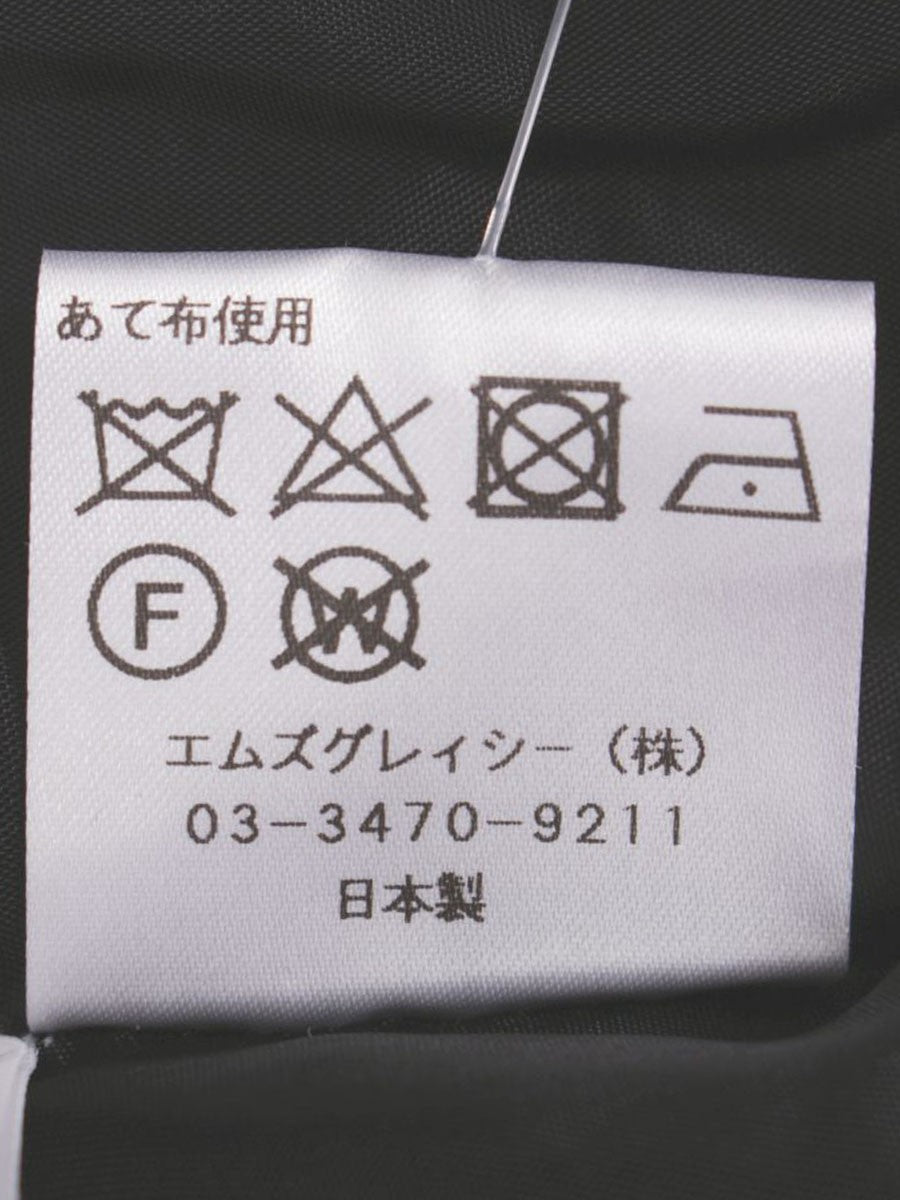 あて布使用
F W
エムズグレイシー（株）
03-3470-9211
日本製